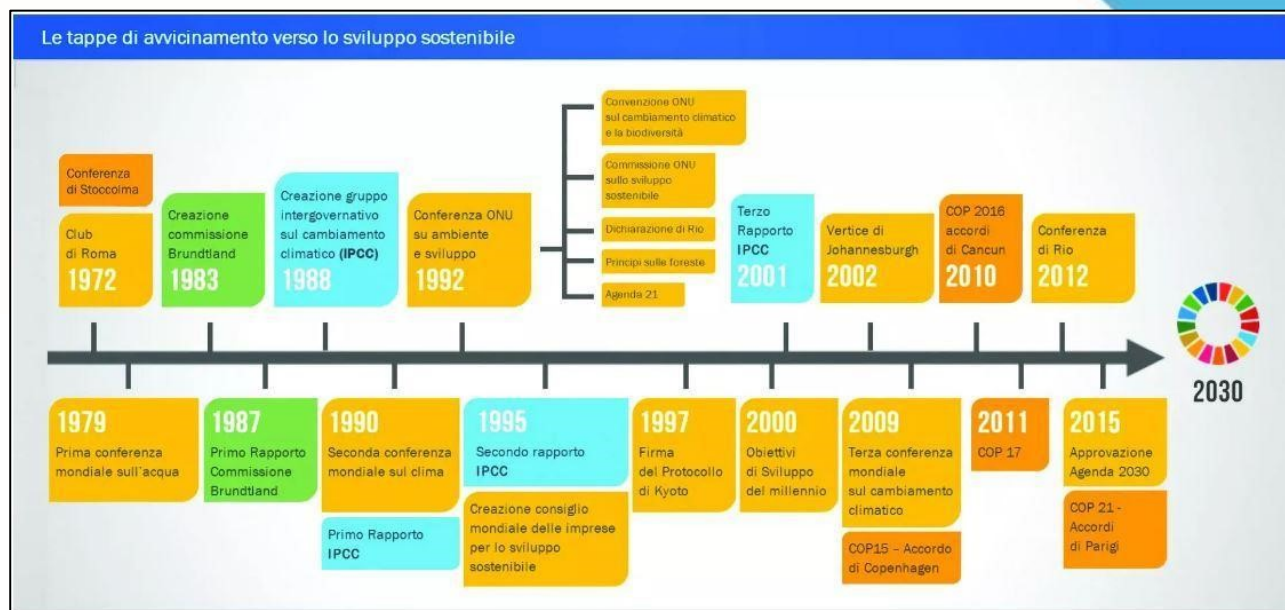 Le tappe di avvicinamento verso lo sviluppo sostenibile
Conferenza
di Stoccolma
Club
di Roma
1972
Creazione
commissione
Brundtland
1983
Creazione gruppo
intergovernativo
sul cambiamento
climatico (IPCC)
1988
Conferenza ONU
su ambiente
e sviluppo
1992
Convenzione ONU
sul cambiamento climatico
e la biodiversità
Commissione ONU
sullo sviluppo
sostenibile
Dichiarazione di Rio
Principi sulle foreste
Agenda 21
Terzo
Rapporto
IPCC
2001
Vertice di
Johannesburgh
2002
COP 2016
accordi
di Cancun
2010
Conferenza
di Rio
2012
2030
1979
Prima conferenza
mondiale sull´acqua
1987
Primo Rapporto
Commissione
Brundtland
1990
Seconda conferenza
mondiale sul clima
Primo Rapporto
IPCC
1995
Secondo rapporto
IPCC
Creazione consiglio
mondiale delle imprese
per lo sviluppo
sostenibile
1997
Firma
del Protocollo
di Kyoto
2000
Obiettivi
di Sviluppo
del millennio
2009
Terza conferenza
mondiale
sul cambiamento
climatico
COP15 – Accordo
di Copenhagen
2011
COP 17
2015
Approvazione
Agenda 2030
COP 21 -
Accordi
di Parigi